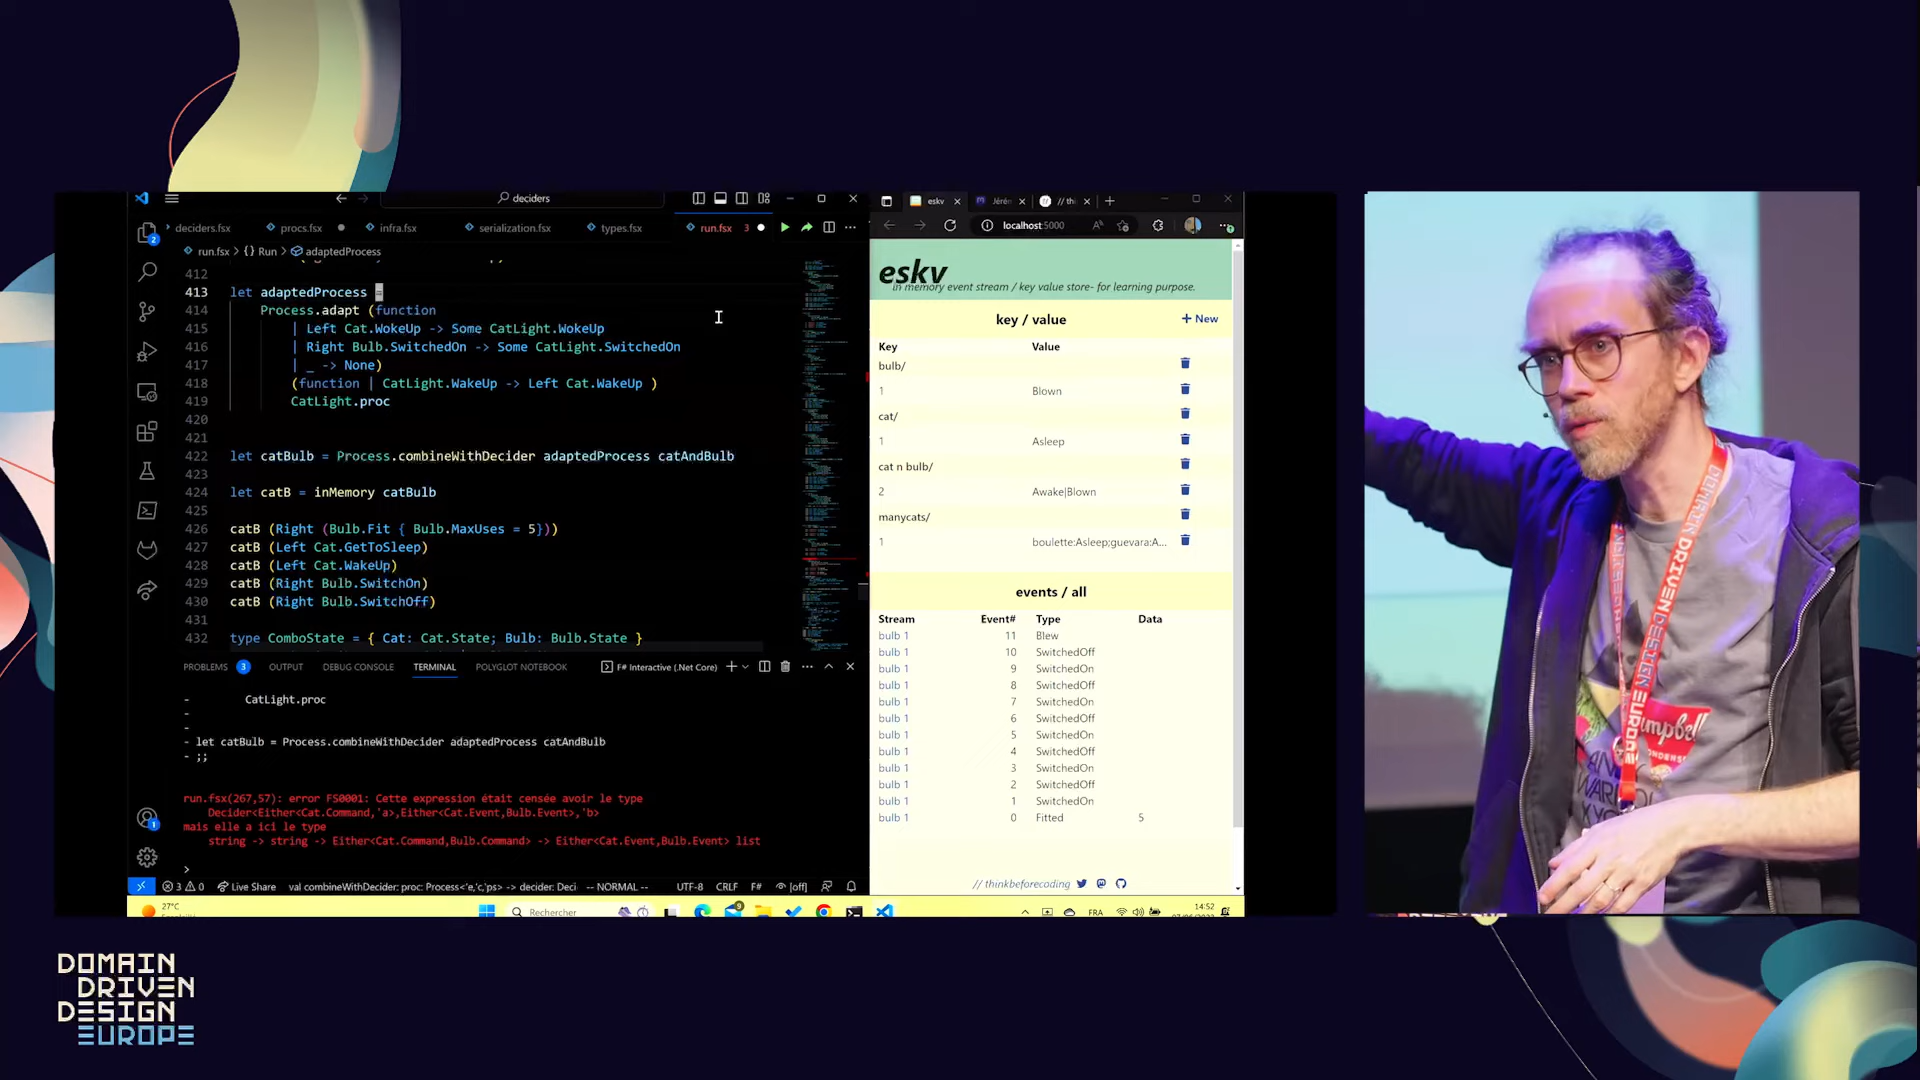 deciders
deciders.fsx procs.fsx infra.fsx serialization.fsx types.fsx run.fsx 3
run.fsx > {} Run > adaptedProcess
412
413 let adaptedProcess =
414 Process.adapt (function
415 | Left Cat.WokeUp -> Some CatLight.WokeUp
416 | Right Bulb.SwitchedOn -> Some CatLight.SwitchedOn
417 | _ -> None)
418 (function | CatLight.WakeUp -> Left Cat.WakeUp )
419 CatLight.proc
420
421
422 let catBulb = Process.combineWithDecider adaptedProcess catAndBulb
423
424 let catB = inMemory catBulb
425
426 catB (Right (Bulb.Fit { Bulb.MaxUses = 5}))
427 catB (Left Cat.GetToSleep)
428 catB (Left Cat.WakeUp)
429 catB (Right Bulb.SwitchOn)
430 catB (Right Bulb.SwitchOff)
431
432 type ComboState = { Cat: Cat.State; Bulb: Bulb.State }
PROBLEMS 3 OUTPUT DEBUG CONSOLE TERMINAL POLYGLOT NOTEBOOK F# Interactive (.Net Core)
- CatLight.proc
-
-
- let catBulb = Process.combineWithDecider adaptedProcess catAndBulb
- ;;
run.fsx(267,57): error FS0001: Cette expression était censée avoir le type
Decider<Either<Cat.Command,'a>,Either<Cat.Event,Bulb.Event>,'b>
mais elle a ici le type
string -> string -> Either<Cat.Command,Bulb.Command> -> Either<Cat.Event,Bulb.Event> list
>
3 0 Live Share val combineWithDecider: proc: Process<'e,'c,'ps> -> decider: Deci -- NORMAL -- UTF-8 CRLF F# [off]
eskv Jéré // th
localhost:5000
eskv
in memory event stream / key value store- for learning purpose.
key / value + New
Key Value
bulb/
1 Blown
cat/
1 Asleep
cat n bulb/
2 Awake|Blown
manycats/
1 boulette:Asleep;guevara:A...
events / all
Stream Event# Type Data
bulb 1 11 Blew
bulb 1 10 SwitchedOff
bulb 1 9 SwitchedOn
bulb 1 8 SwitchedOff
bulb 1 7 SwitchedOn
bulb 1 6 SwitchedOff
bulb 1 5 SwitchedOn
bulb 1 4 SwitchedOff
bulb 1 3 SwitchedOn
bulb 1 2 SwitchedOff
bulb 1 1 SwitchedOn
bulb 1 0 Fitted 5
// thinkbeforecoding
27°C
Rechercher
FRA
14:52
DOMAIN
DRIVEN
DESIGN
EUROPE